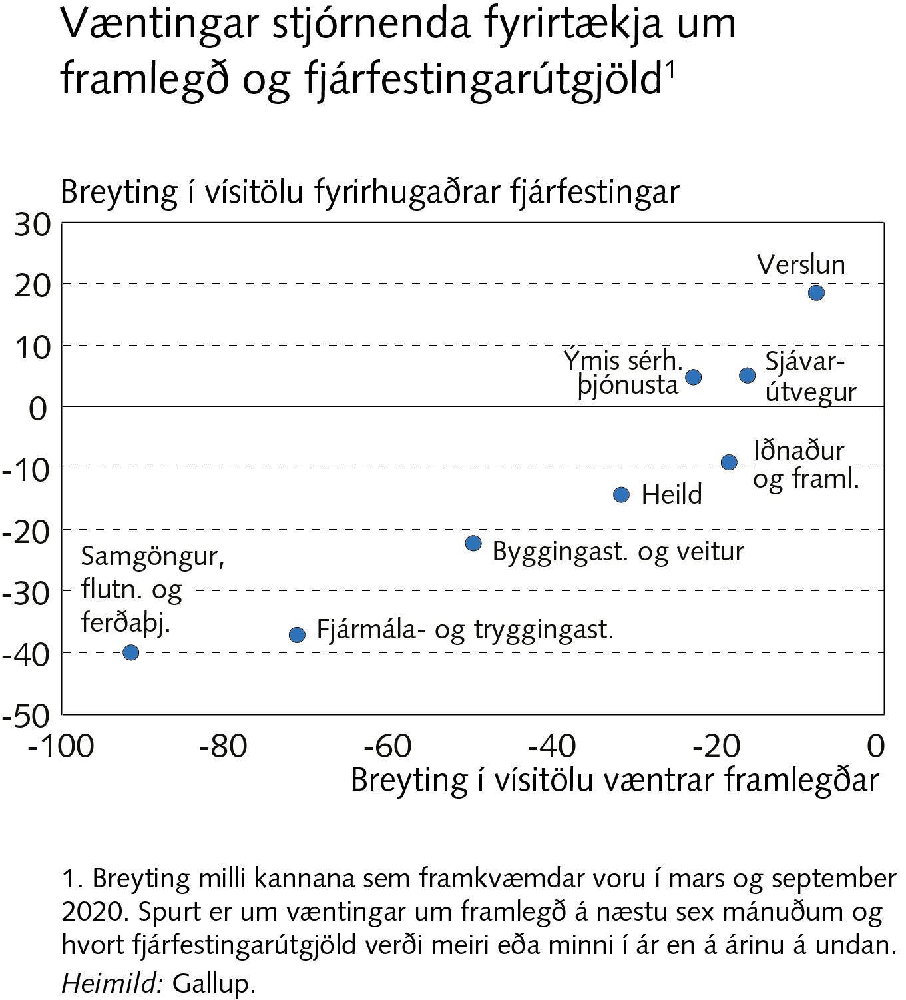 Væntingar stjórnenda fyrirtækja um
framlegð og fjárfestingarútgjöld¹
Breyting í vísitölu fyrirhugaðrar fjárfestingar
30
20
10
0
-10
-20
-30
-40
-50
Verslun
Ýmis sérh.
þjónusta
Sjávar-
útvegur
Iðnaður
og framl.
Heild
Byggingast. og veitur
Samgöngur,
flutn. og
ferðaþj.
Fjármála- og tryggingast.
-100 -80 -60 -40 -20 0
Breyting í vísitölu væntrar framlegðar
1. Breyting milli kannana sem framkvæmdar voru í mars og september
2020. Spurt er um væntingar um framlegð á næstu sex mánuðum og
hvort fjárfestingarútgjöld verði meiri eða minni í ár en á árinu á undan.
Heimild: Gallup.